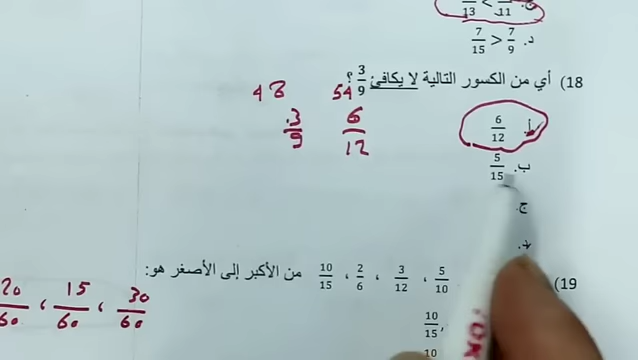 13 < 11
د. 7/9 < 7/15
18) أي من الكسور التالية لا يكافئ 3/9 ؟
48 54
3/9 6/12
أ. 6/12
ب. 5/15
ج.
د.
19) 5/10 ، 3/12 ، 2/6 ، 10/15 من الأكبر إلى الأصغر هو:
20/60 ، 15/60 ، 30/60
10/15,
10